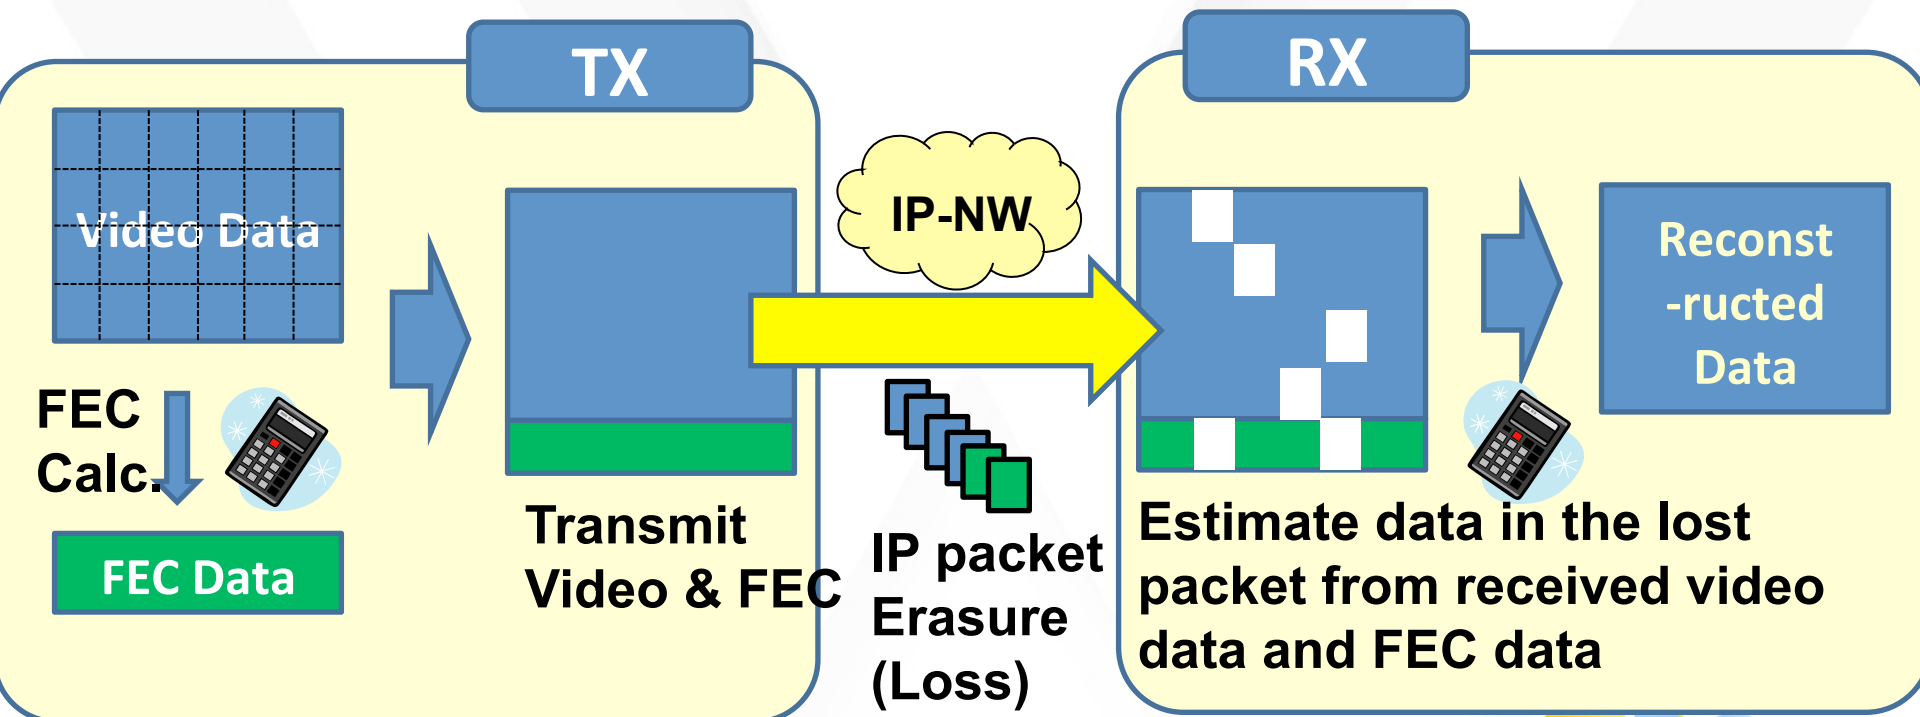 TX
RX
Video Data
IP-NW
Reconst
-ructed
Data
FEC
Calc.
FEC Data
Transmit
Video & FEC
IP packet
Erasure
(Loss)
Estimate data in the lost
packet from received video
data and FEC data